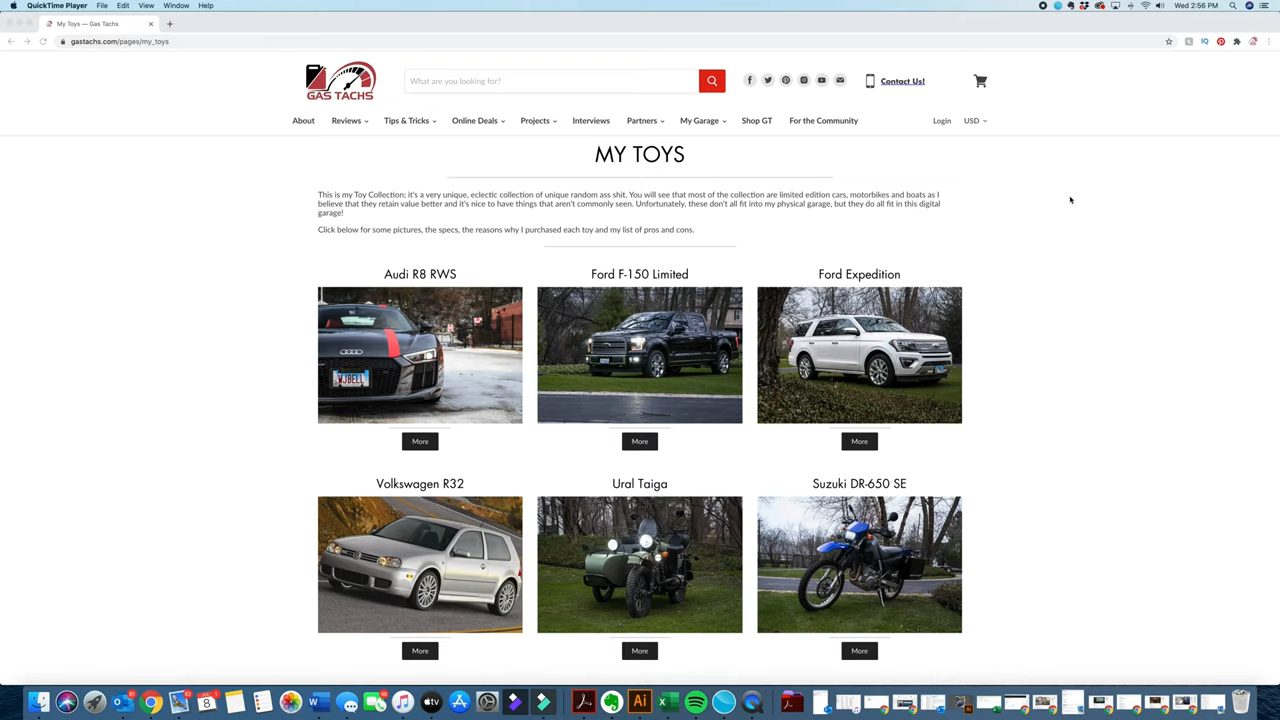 QuickTime Player File Edit View Window Help
Wed 2:56 PM
My Toys — Gas Tachs
gastachs.com/pages/my_toys
GAS TACHS
What are you looking for?
Contact Us!
About Reviews Tips & Tricks Online Deals Projects Interviews Partners My Garage Shop GT For the Community Login USD
MY TOYS
This is my Toy Collection; it's a very unique, eclectic collection of unique random ass shit. You will see that most of the collection are limited edition cars, motorbikes and boats as I
believe that they retain value better and it's nice to have things that aren't commonly seen. Unfortunately, these don't all fit into my physical garage, but they do all fit in this digital
garage!
Click below for some pictures, the specs, the reasons why I purchased each toy and my list of pros and cons.
Audi R8 RWS Ford F-150 Limited Ford Expedition
VJBELL
More More More
Volkswagen R32 Ural Taiga Suzuki DR-650 SE
More More More